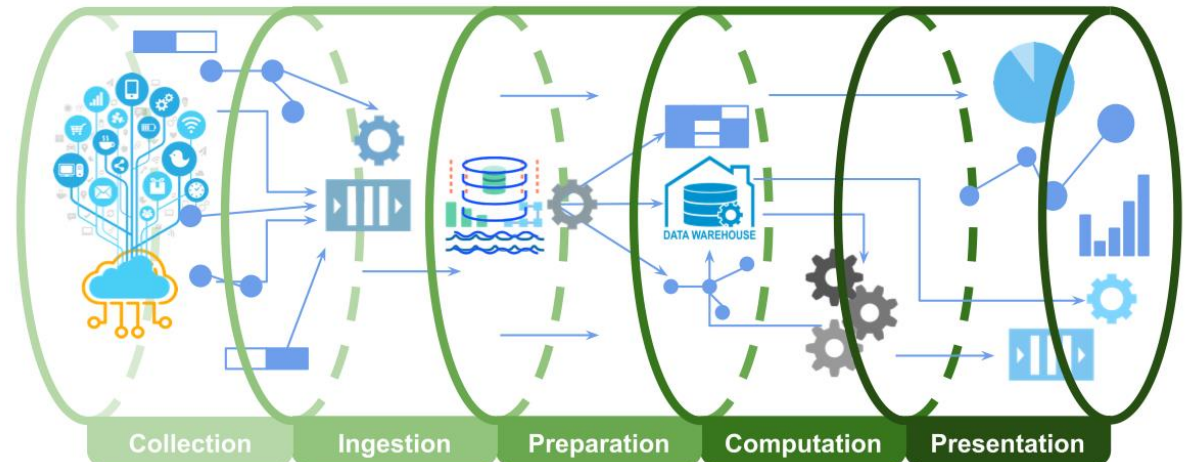 DATA WAREHOUSE
Collection
Ingestion
Preparation
Computation
Presentation